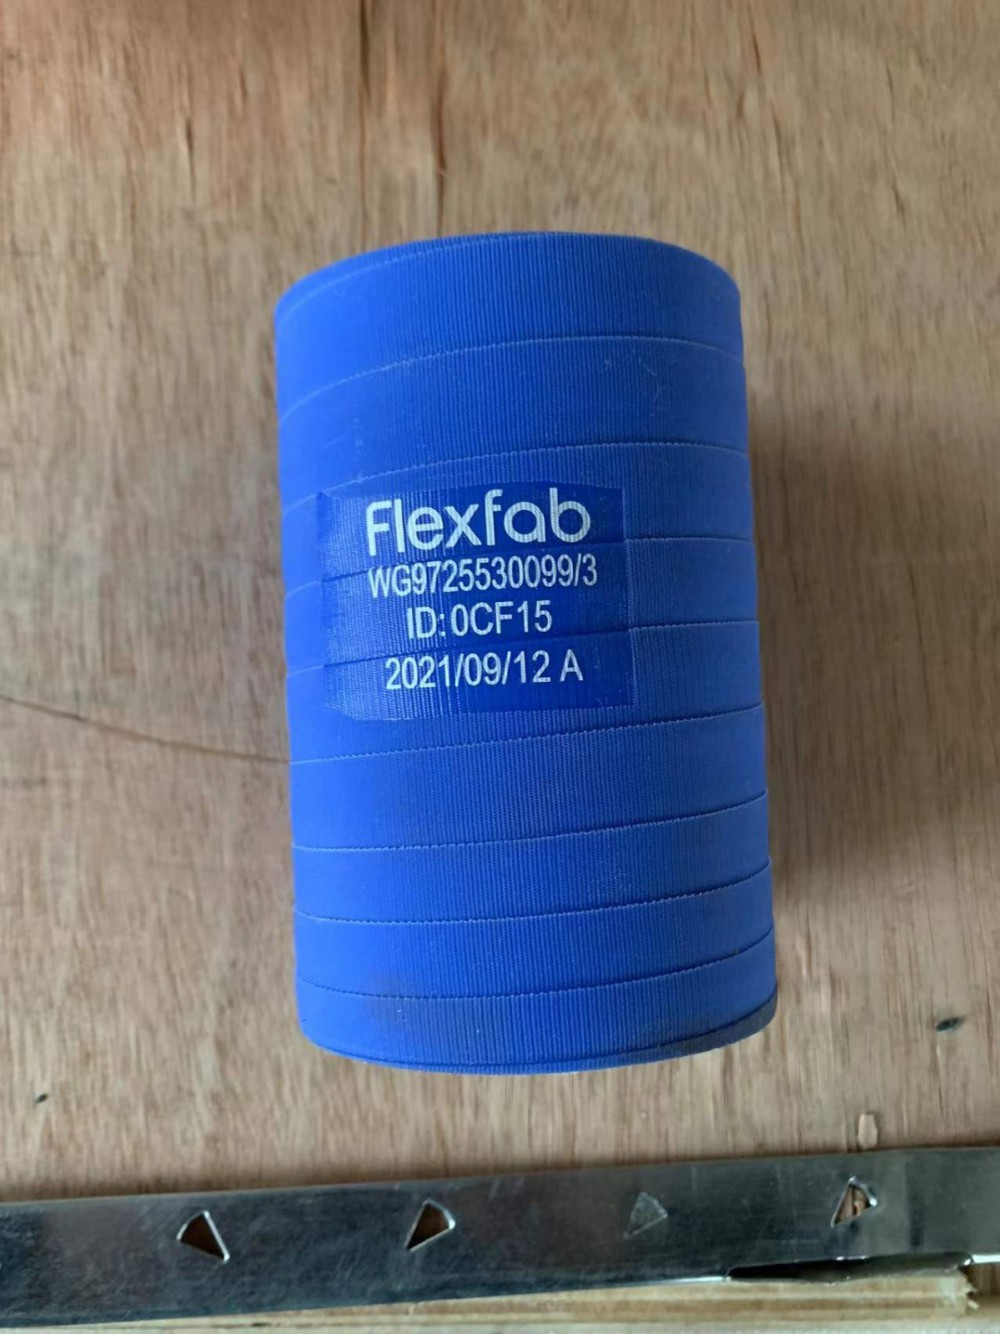 Flexfab
WG9725530099/3
ID: 0CF15
2021/09/12 A